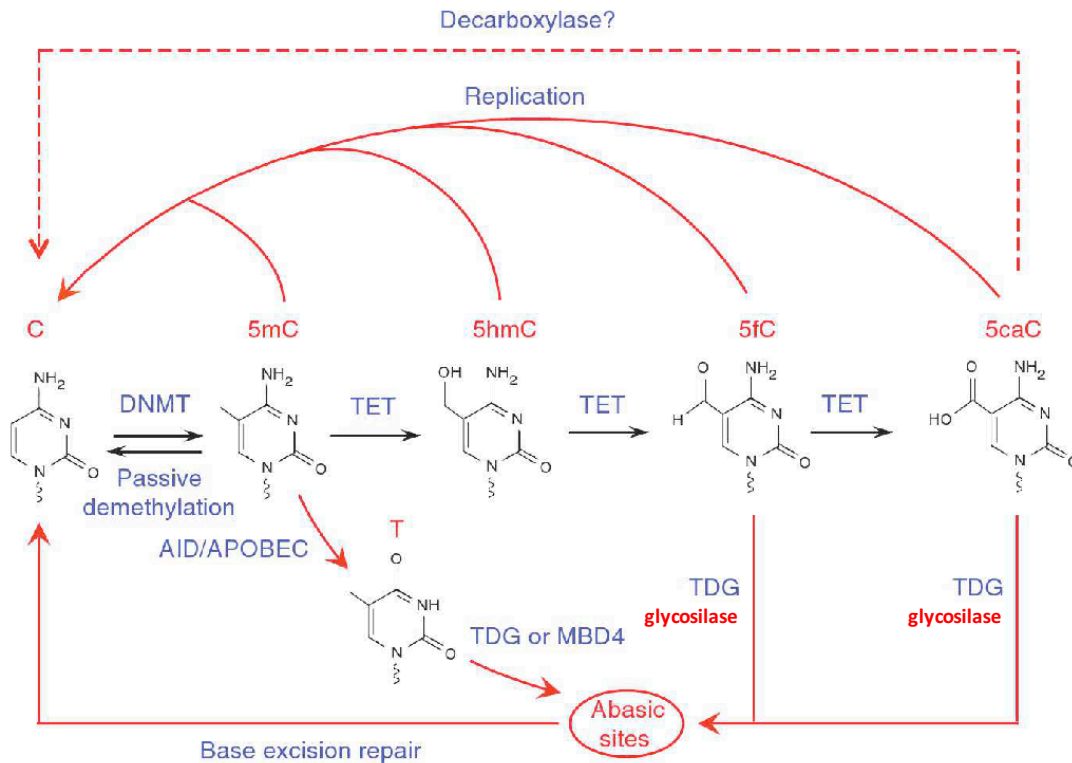 Decarboxylase?
Replication
C
5mC
5hmC
5fC
5caC
NH2
N
N
O
DNMT
Passive
demethylation
NH2
N
N
O
TET
OH
NH2
N
N
O
TET
O
H
NH2
N
N
O
TET
O
HO
NH2
N
N
O
AID/APOBEC
T
O
NH
N
O
TDG or MBD4
TDG
glycosilase
TDG
glycosilase
Abasic
sites
Base excision repair